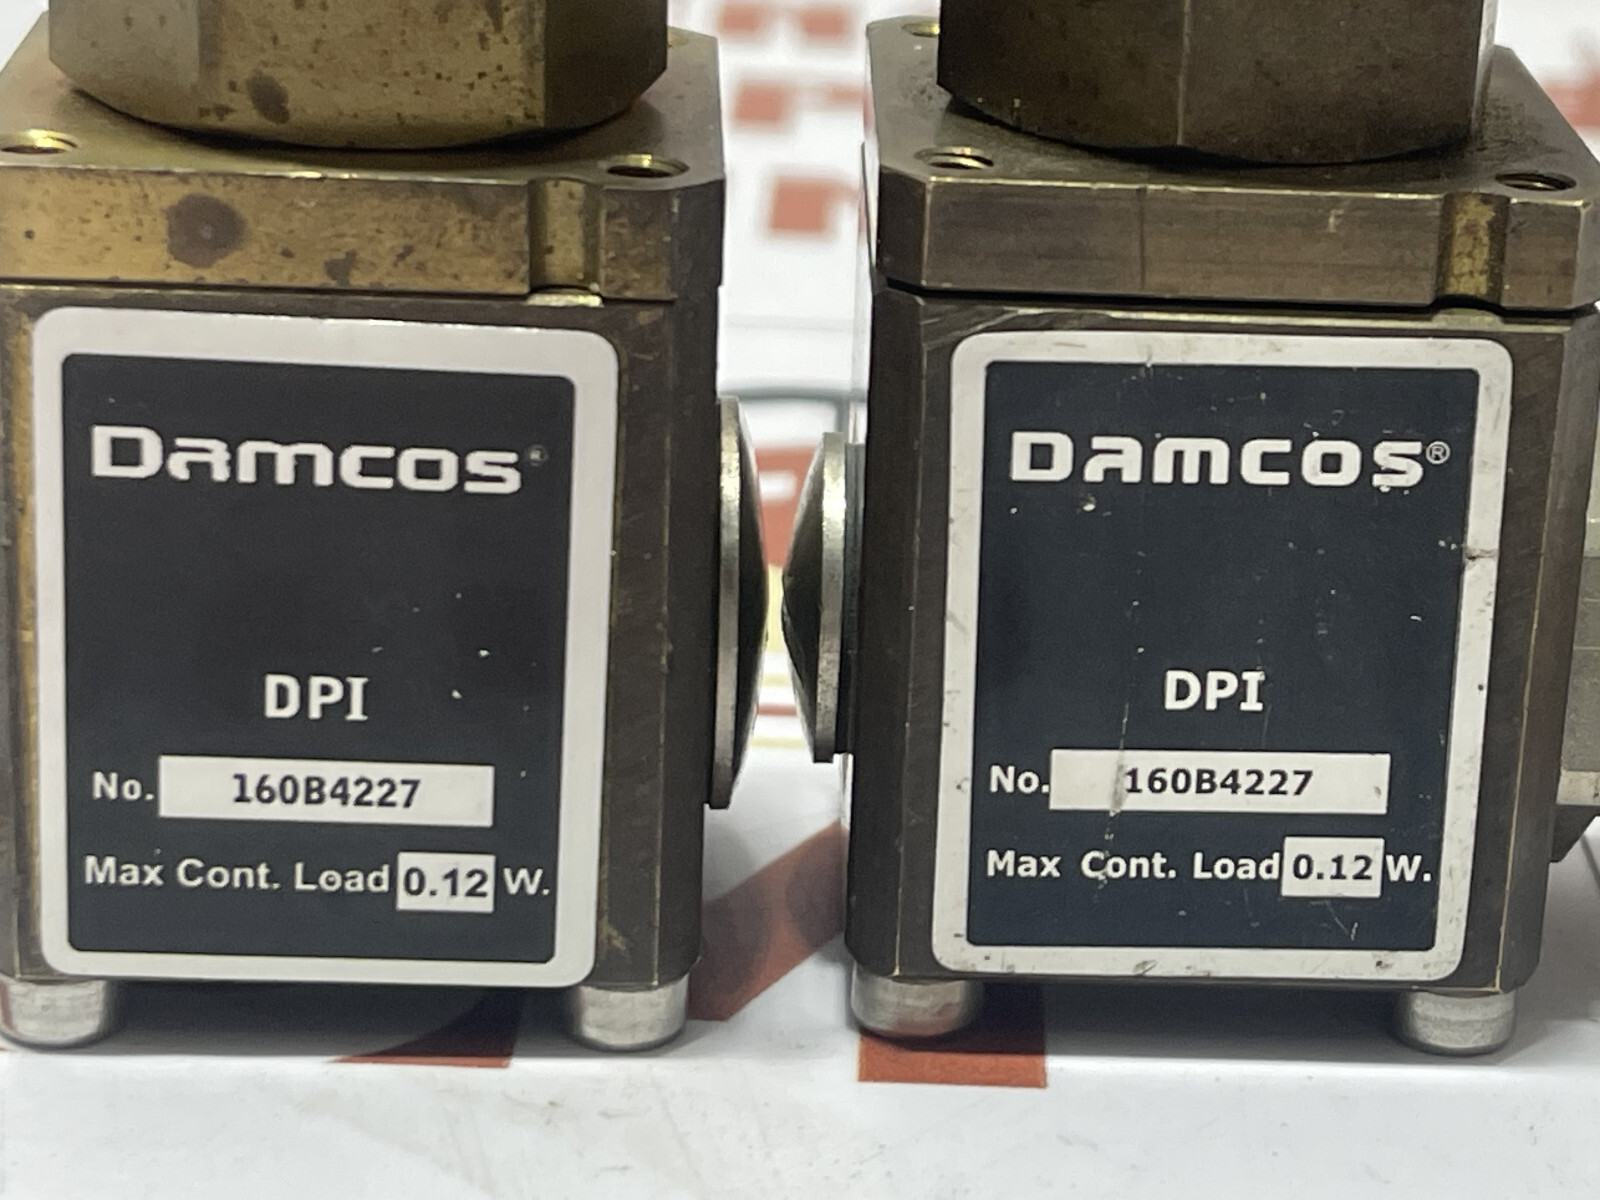 DAMCOS®
DPI
No. 160B4227
Max Cont. Load 0.12 W.
DAMCOS®
DPI
No. 160B4227
Max Cont. Load 0.12 W.